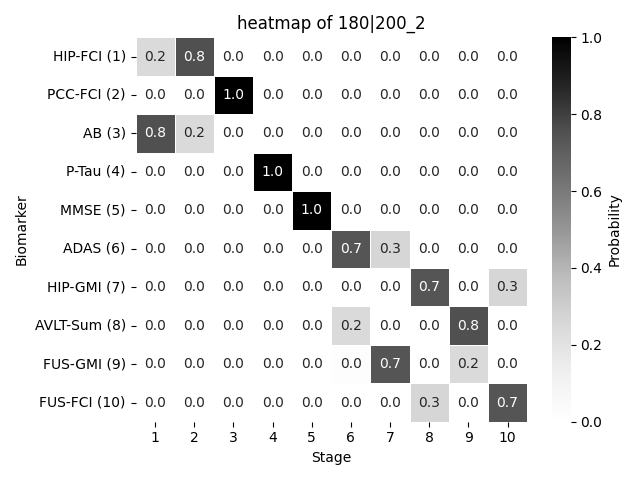 heatmap of 180|200_2
HIP-FCI (1) 0.2 0.8 0.0 0.0 0.0 0.0 0.0 0.0 0.0 0.0
PCC-FCI (2) 0.0 0.0 1.0 0.0 0.0 0.0 0.0 0.0 0.0 0.0
AB (3) 0.8 0.2 0.0 0.0 0.0 0.0 0.0 0.0 0.0 0.0
P-Tau (4) 0.0 0.0 0.0 1.0 0.0 0.0 0.0 0.0 0.0 0.0
MMSE (5) 0.0 0.0 0.0 0.0 1.0 0.0 0.0 0.0 0.0 0.0
ADAS (6) 0.0 0.0 0.0 0.0 0.0 0.7 0.3 0.0 0.0 0.0
HIP-GMI (7) 0.0 0.0 0.0 0.0 0.0 0.0 0.0 0.7 0.0 0.3
AVLT-Sum (8) 0.0 0.0 0.0 0.0 0.0 0.2 0.0 0.0 0.8 0.0
FUS-GMI (9) 0.0 0.0 0.0 0.0 0.0 0.0 0.7 0.0 0.2 0.0
FUS-FCI (10) 0.0 0.0 0.0 0.0 0.0 0.0 0.0 0.3 0.0 0.7
1 2 3 4 5 6 7 8 9 10
Stage
Biomarker
1.0
0.8
0.6
0.4
0.2
0.0
Probability